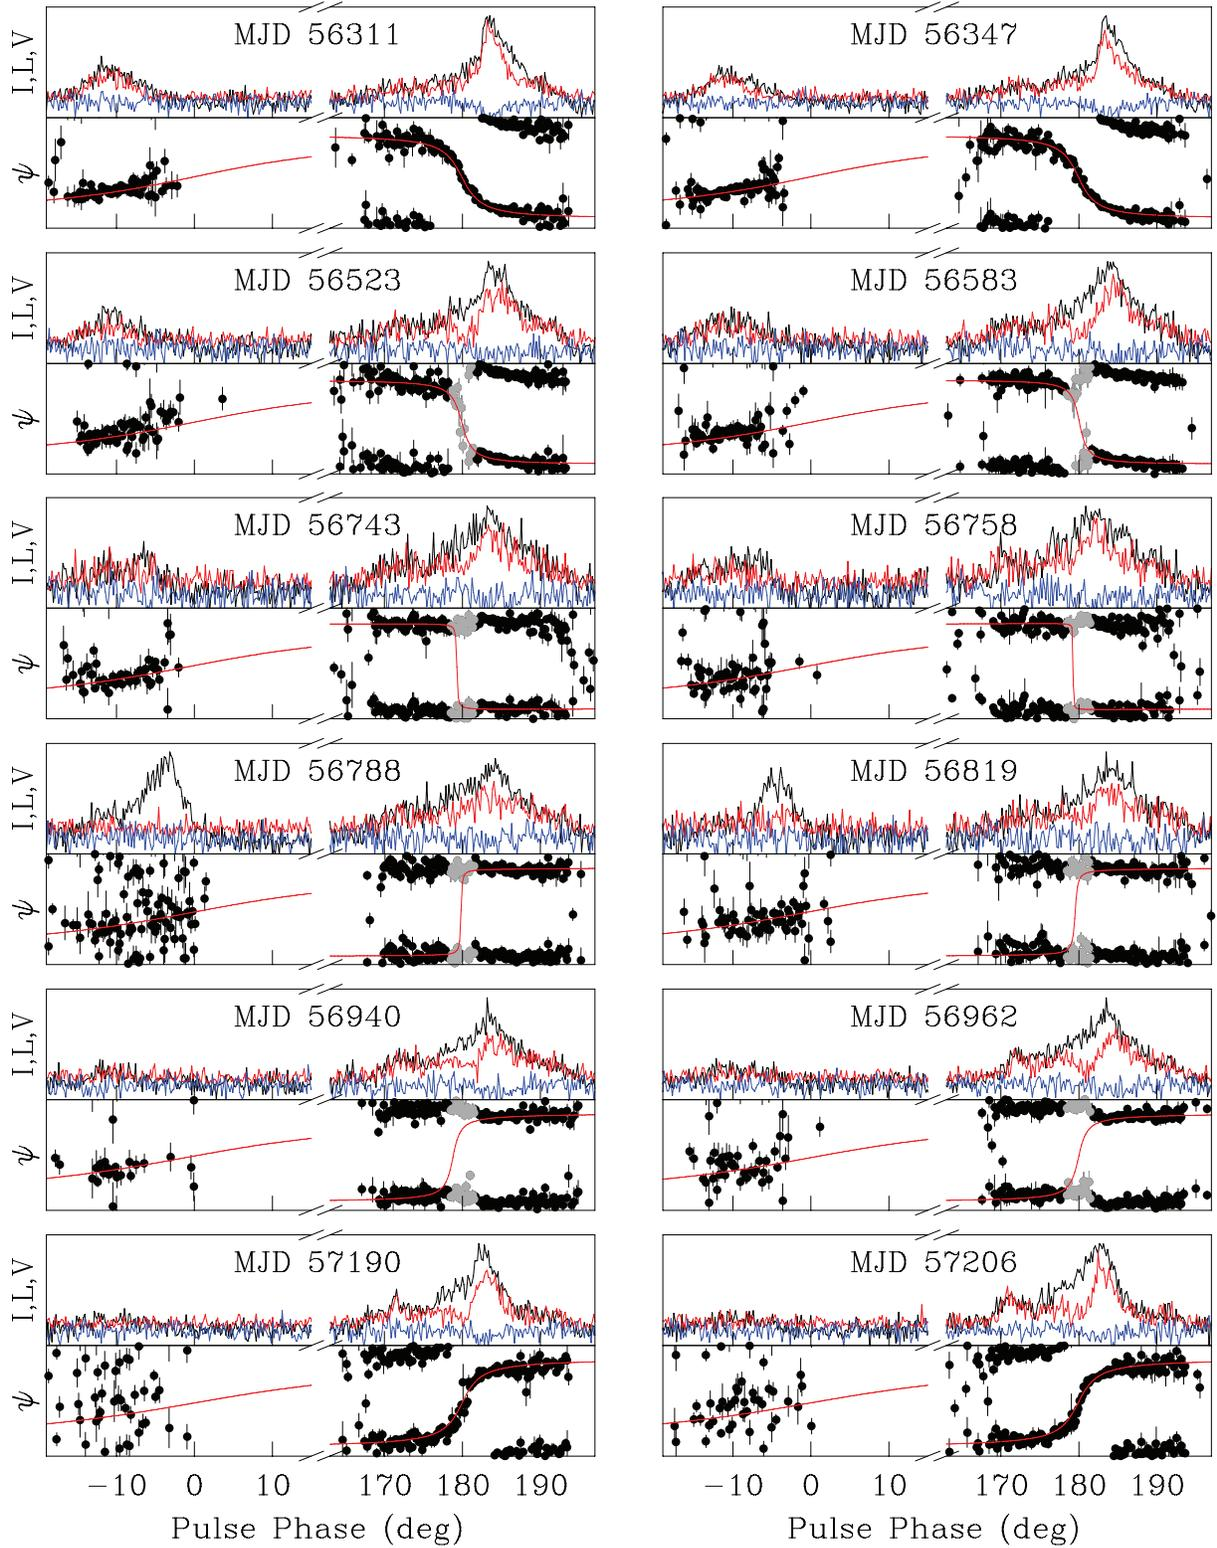 I,L,V MJD 56311 MJD 56347
ψ
I,L,V MJD 56523 MJD 56583
ψ
I,L,V MJD 56743 MJD 56758
ψ
I,L,V MJD 56788 MJD 56819
ψ
I,L,V MJD 56940 MJD 56962
ψ
I,L,V MJD 57190 MJD 57206
ψ
−10 0 10 170 180 190 −10 0 10 170 180 190
Pulse Phase (deg) Pulse Phase (deg)